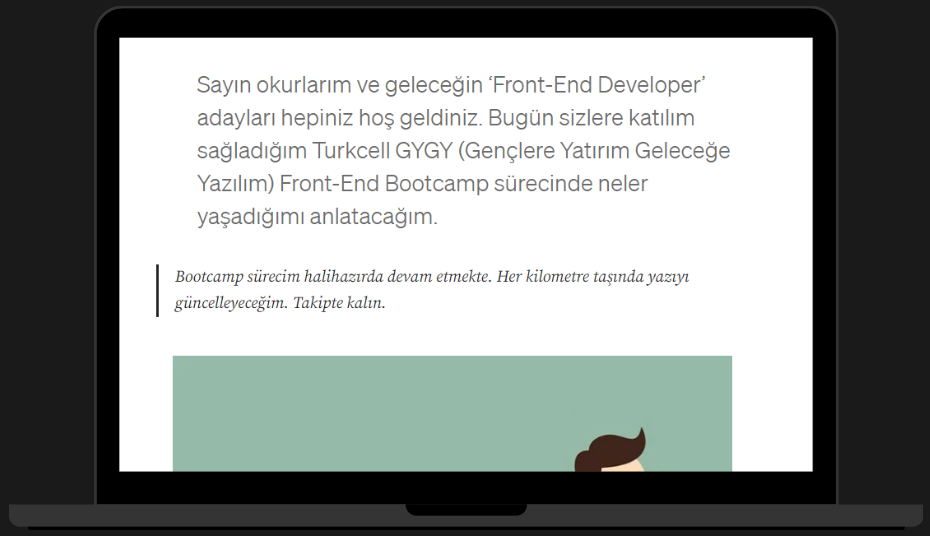 Sayın okurlarım ve geleceğin ‘Front-End Developer’
adayları hepiniz hoş geldiniz. Bugün sizlere katılım
sağladığım Turkcell GYGY (Gençlere Yatırım Geleceğe
Yazılım) Front-End Bootcamp sürecinde neler
yaşadığımı anlatacağım.
Bootcamp sürecim halihazırda devam etmekte. Her kilometre taşında yazıyı
güncelleyeceğim. Takipte kalın.